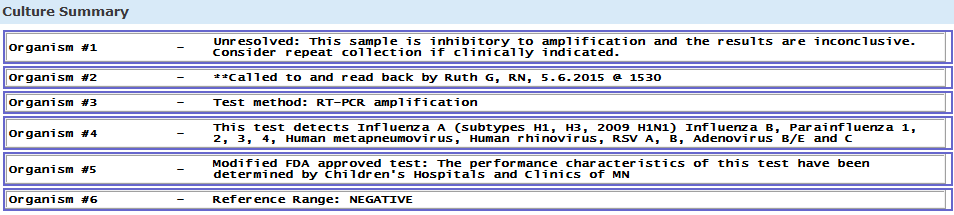 Culture Summary
Organism #1 - Unresolved: This sample is inhibitory to amplification and the results are inconclusive.
Consider repeat collection if clinically indicated.
Organism #2 - **Called to and read back by Ruth G, RN, 5.6.2015 @ 1530
Organism #3 - Test method: RT-PCR amplification
Organism #4 - This test detects Influenza A (subtypes H1, H3, 2009 H1N1) Influenza B, Parainfluenza 1,
2, 3, 4, Human metapneumovirus, Human rhinovirus, RSV A, B, Adenovirus B/E and C
Organism #5 - Modified FDA approved test: The performance characteristics of this test have been
determined by Children's Hospitals and Clinics of MN
Organism #6 - Reference Range: NEGATIVE